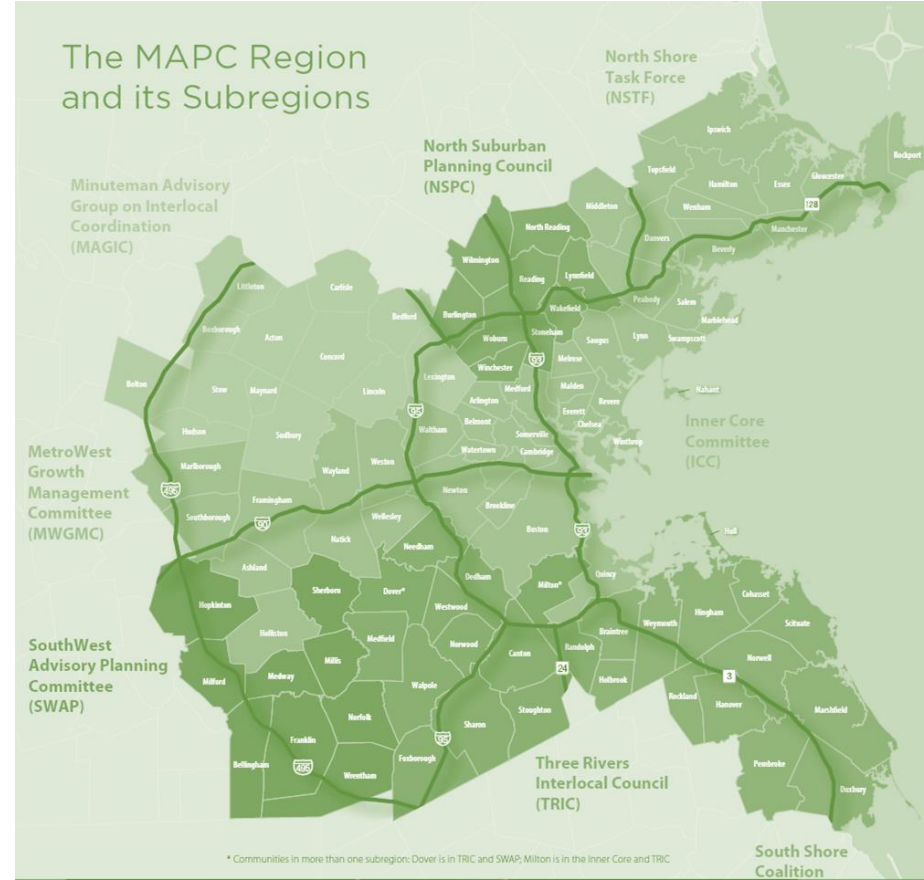 The MAPC Region
and its Subregions
North Shore
Task Force
(NSTF)
North Suburban
Planning Council
(NSPC)
Minuteman Advisory
Group on Interlocal
Coordination
(MAGIC)
Ipswich
Rockport
Topsfield
Gloucester
Hamilton
Essex
Middleton
Wenham
128
North Reading
Danvers
Manchester
Beverly
Wilmington
Reading
Lynnfield
Littleton
Carlisle
Peabody
Salem
Bedford
Burlington
Wakefield
Marblehead
Boxborough
Acton
Woburn
Stoneham
Saugus
Lynn
Swampscott
Concord
Winchester
93
Melrose
Bolton
Stow
Maynard
Lincoln
Lexington
Medford
Malden
Nahant
Arlington
Revere
95
Everett
Belmont
Chelsea
Hudson
Sudbury
Waltham
Somerville
Winthrop
Inner Core
Committee
(ICC)
Watertown
Cambridge
MetroWest
Growth
Management
Committee
(MWGMC)
Marlborough
Wayland
Weston
495
Framingham
Newton
Southborough
90
Brookline
Wellesley
Boston
93
Hull
Natick
Needham
Ashland
Dedham
Quincy
Hopkinton
Sherborn
Dover*
Milton*
Cohasset
Westwood
Hingham
Weymouth
Scituate
SouthWest
Advisory Planning
Committee
(SWAP)
Holliston
Medfield
Norwood
Braintree
Randolph
Canton
Norwell
Millis
24
3
Milford
Medway
Walpole
Holbrook
Rockland
Hanover
Marshfield
Norfolk
Stoughton
Sharon
Franklin
95
Foxborough
Bellingham
495
Wrentham
Pembroke
Duxbury
Three Rivers
Interlocal Council
(TRIC)
* Communities in more than one subregion: Dover is in TRIC and SWAP; Milton is in the Inner Core and TRIC
South Shore
Coalition